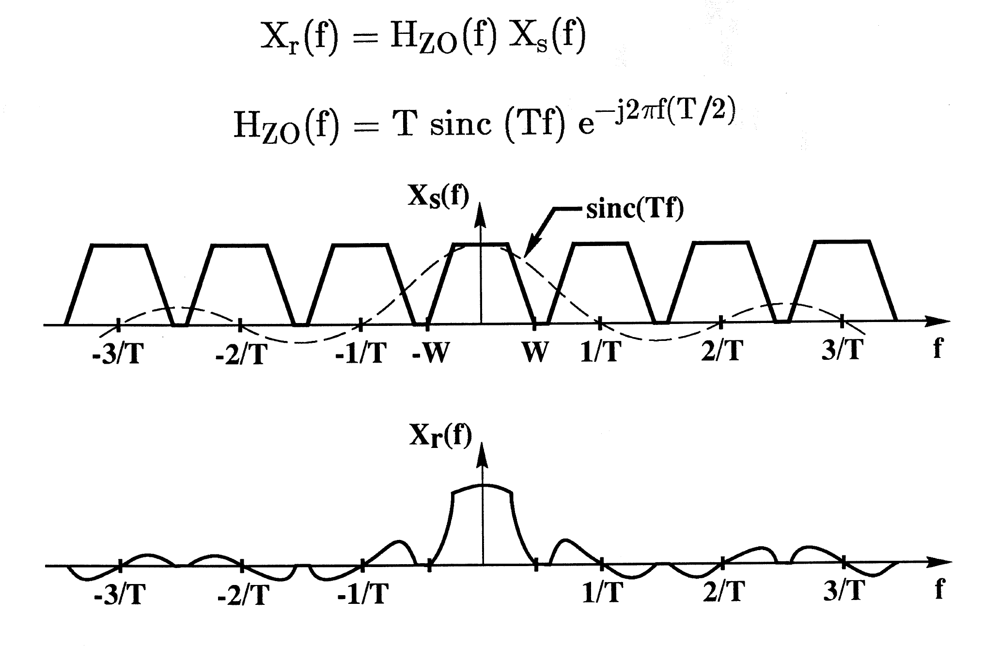 Xr(f) = HZO(f) Xs(f)
HZO(f) = T sinc (Tf) e^−j2πf(T/2)
Xs(f)
sinc(Tf)
-3/T -2/T -1/T -W W 1/T 2/T 3/T f
Xr(f)
-3/T -2/T -1/T 1/T 2/T 3/T f